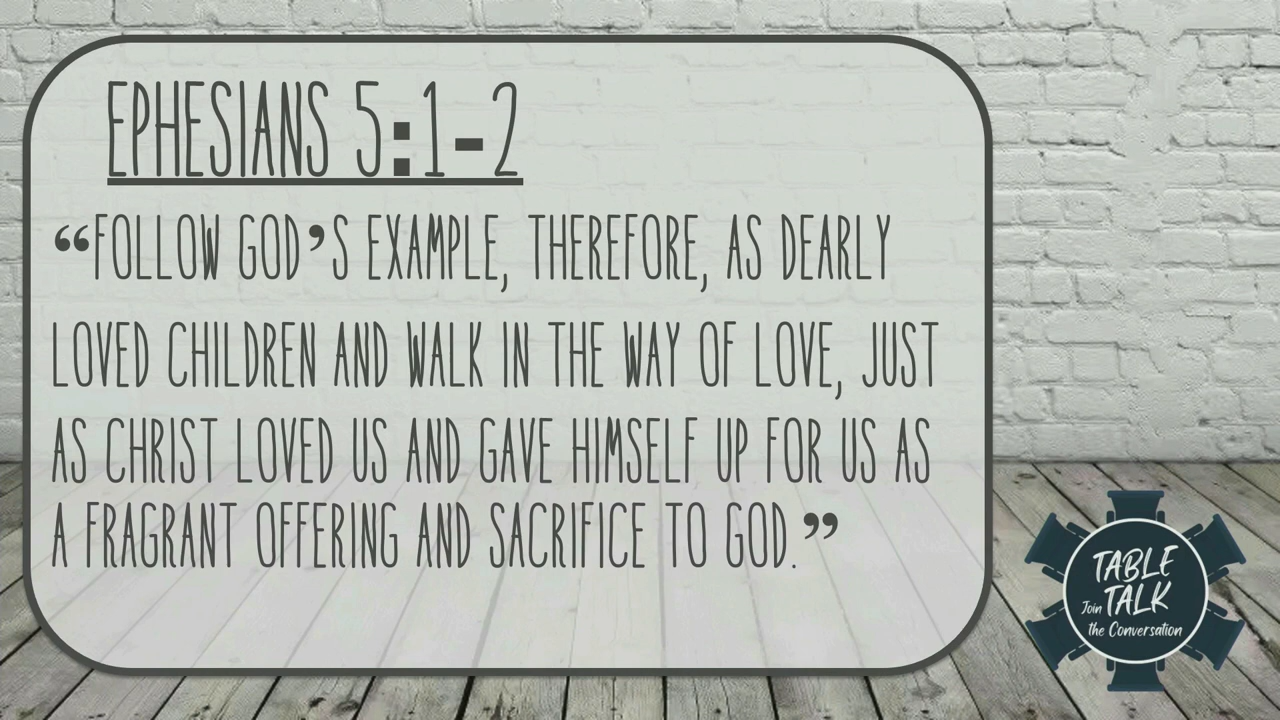 EPHESIANS 5:1-2
“FOLLOW GOD’S EXAMPLE, THEREFORE, AS DEARLY
LOVED CHILDREN AND WALK IN THE WAY OF LOVE, JUST
AS CHRIST LOVED US AND GAVE HIMSELF UP FOR US AS
A FRAGRANT OFFERING AND SACRIFICE TO GOD.”
TABLE
Join TALK
the Conversation